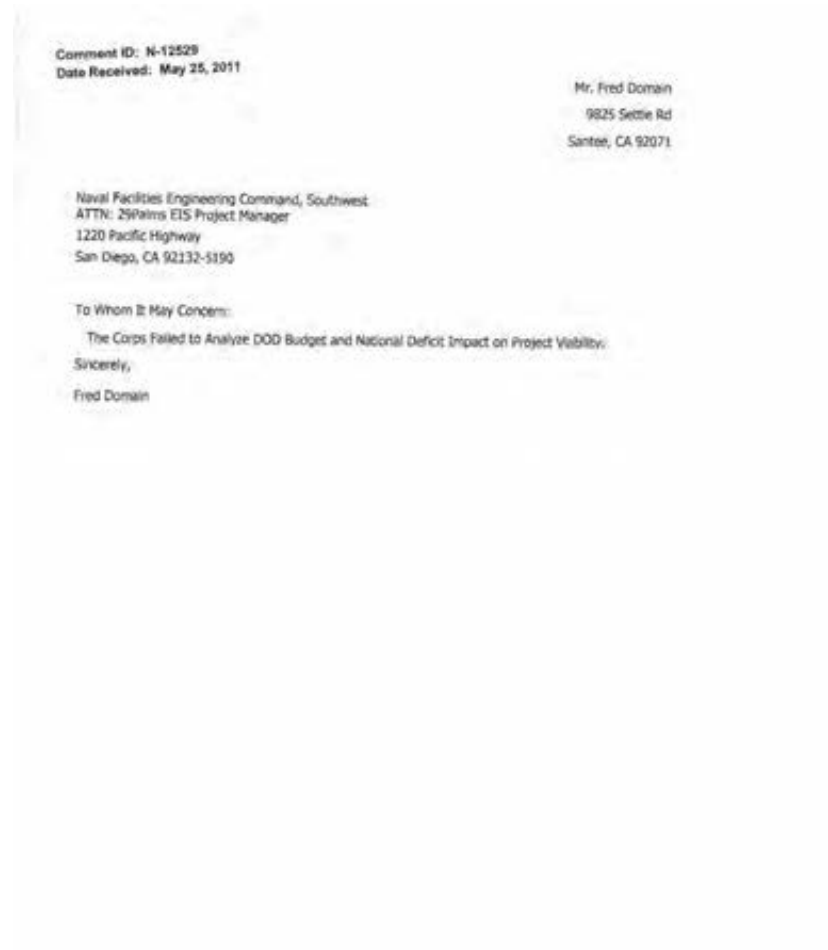 Comment ID: N-12529
Date Received: May 25, 2011
Mr. Fred Domain
9825 Settle Rd
Santee, CA 92071
Naval Facilities Engineering Command, Southwest
ATTN: 29Palms EIS Project Manager
1220 Pacific Highway
San Diego, CA 92132-5190
To Whom It May Concern:
The Corps Failed to Analyze DOD Budget and National Deficit Impact on Project Viability.
Sincerely,
Fred Domain